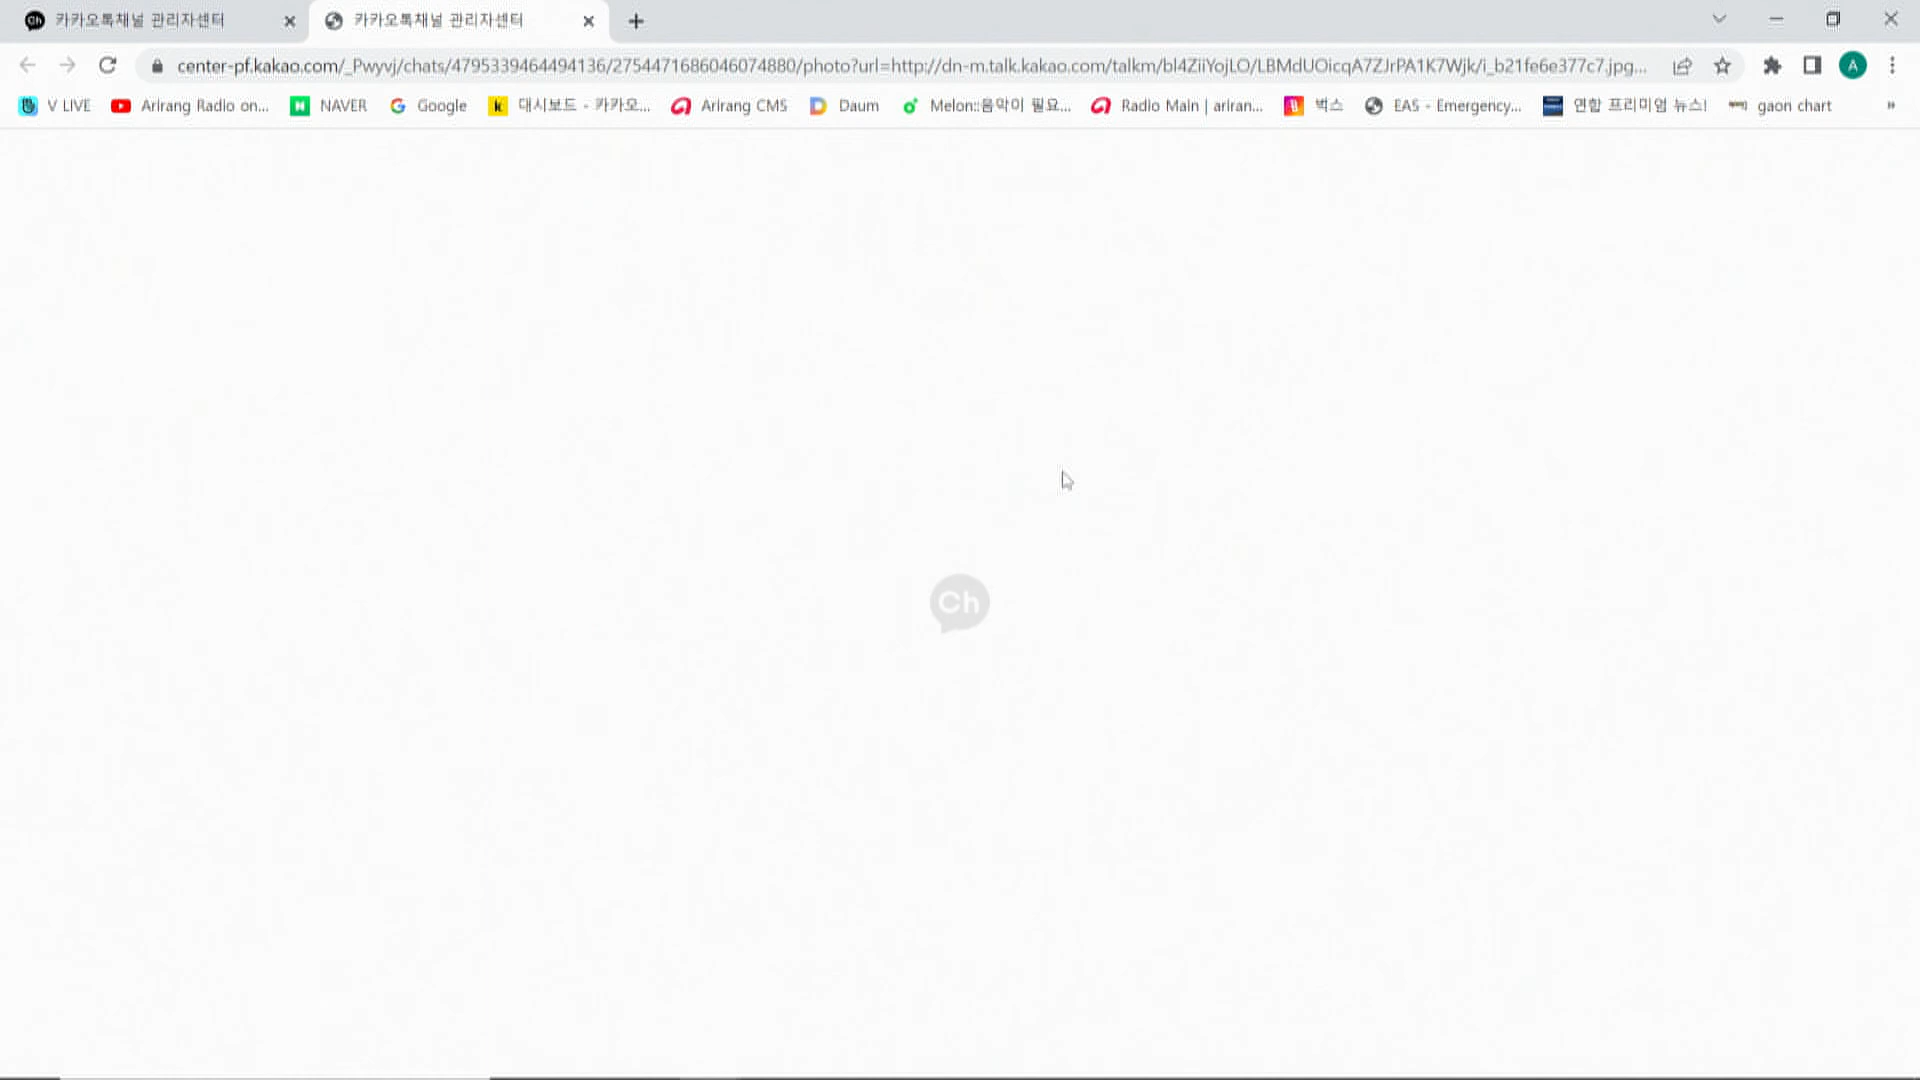 카카오톡채널 관리자센터
카카오톡채널 관리자센터
center-pf.kakao.com/_Pwyvj/chats/4795339464494136/2754471686046074880/photo?url=http://dn-m.talk.kakao.com/talkm/bl4ZiiYojLO/LBMdUOicqA7ZJrPA1K7Wjk/i_b21fe6e377c7.jpg...
A
V LIVE
Arirang Radio on...
NAVER
Google
대시보드 - 카카오...
Arirang CMS
Daum
Melon::음악이 필요...
Radio Main | ariran...
벅스
EAS - Emergency...
연합 프리미엄 뉴스!
gaon chart
Ch